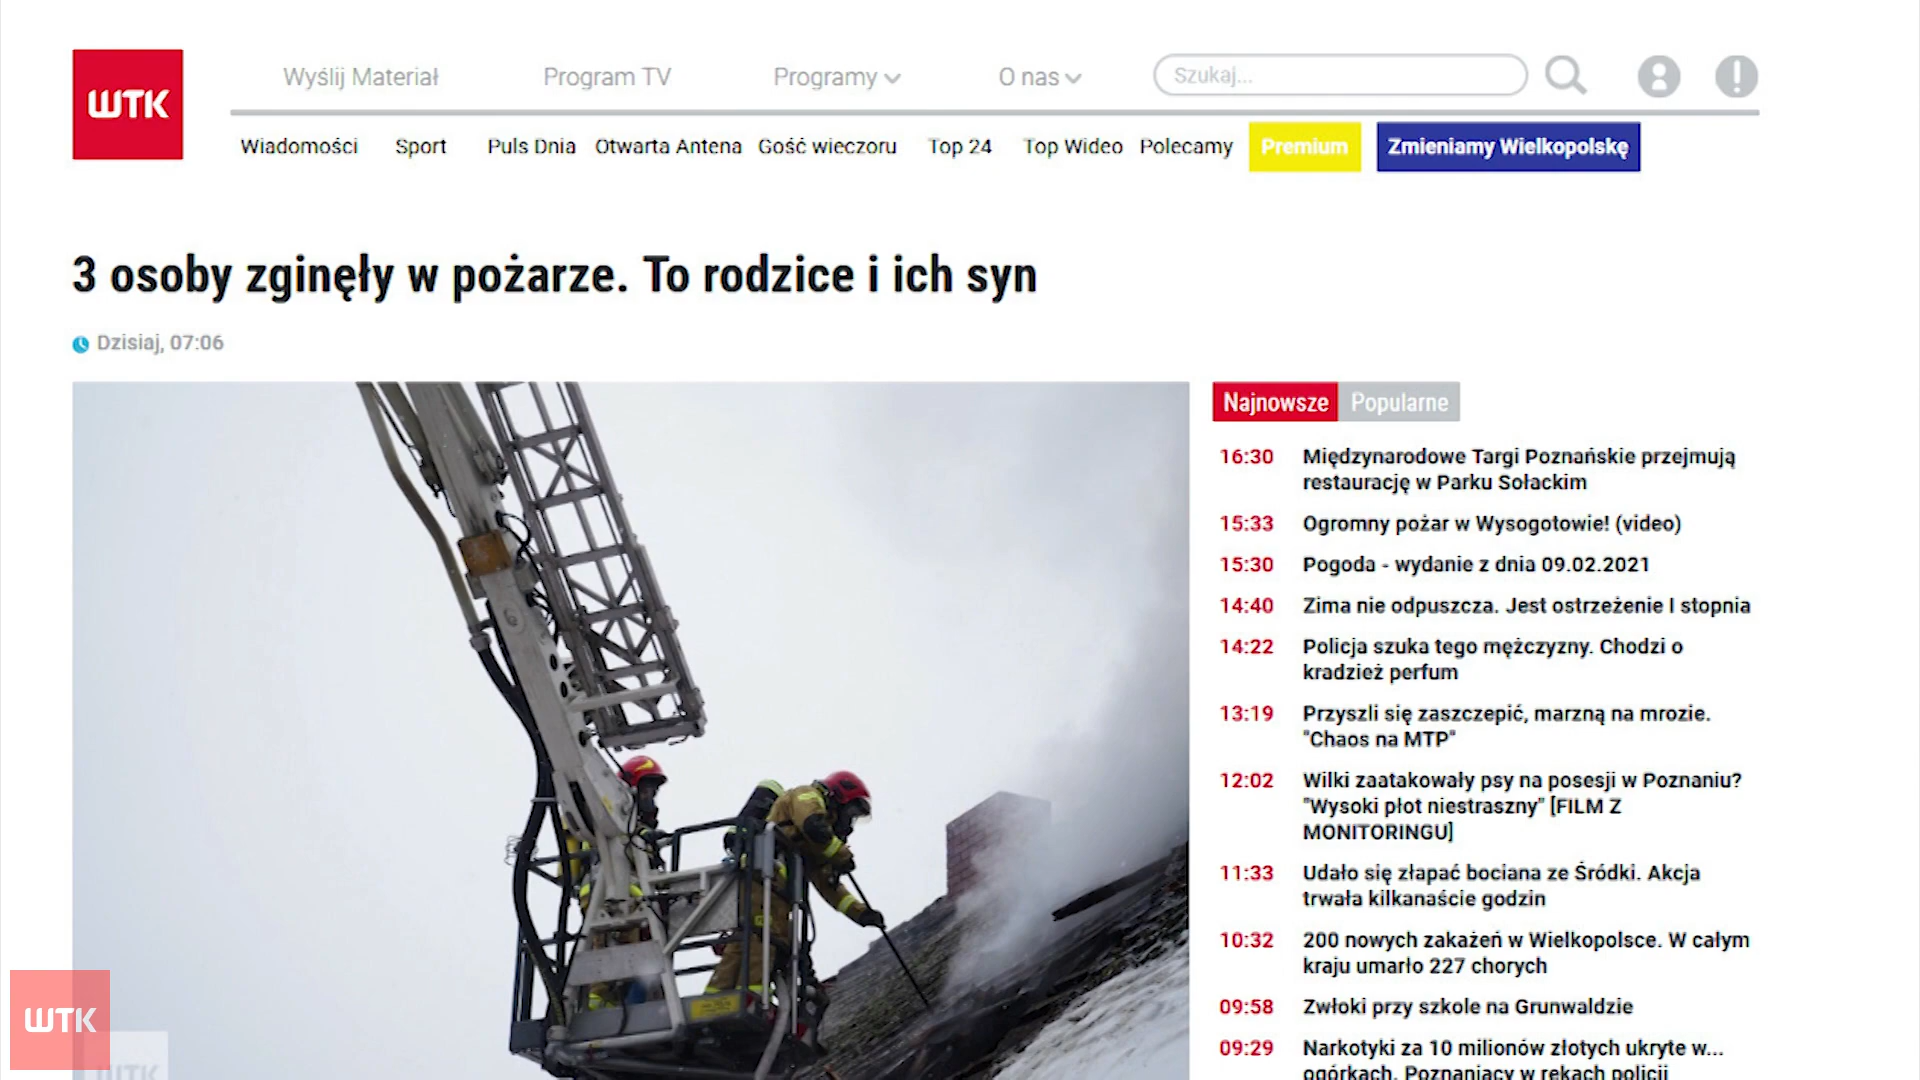 WTK
Wyślij Materiał
Program TV
Programy
O nas
Szukaj...
Wiadomości
Sport
Puls Dnia
Otwarta Antena
Gość wieczoru
Top 24
Top Wideo
Polecamy
Premium
Zmieniamy Wielkopolskę
3 osoby zginęły w pożarze. To rodzice i ich syn
Dzisiaj, 07:06
Najnowsze
Popularne
16:30 Międzynarodowe Targi Poznańskie przejmują
restaurację w Parku Sołackim
15:33 Ogromny pożar w Wysogotowie! (video)
15:30 Pogoda - wydanie z dnia 09.02.2021
14:40 Zima nie odpuszcza. Jest ostrzeżenie I stopnia
14:22 Policja szuka tego mężczyzny. Chodzi o
kradzież perfum
13:19 Przyszli się zaszczepić, marzną na mrozie.
"Chaos na MTP"
12:02 Wilki zaatakowały psy na posesji w Poznaniu?
"Wysoki płot niestraszny" [FILM Z
MONITORINGU]
11:33 Udało się złapać bociana ze Śródki. Akcja
trwała kilkanaście godzin
10:32 200 nowych zakażeń w Wielkopolsce. W całym
kraju umarło 227 chorych
09:58 Zwłoki przy szkole na Grunwaldzie
09:29 Narkotyki za 10 milionów złotych ukryte w...
ogórkach. Poznaniacy w rękach policji
WTK
WTK